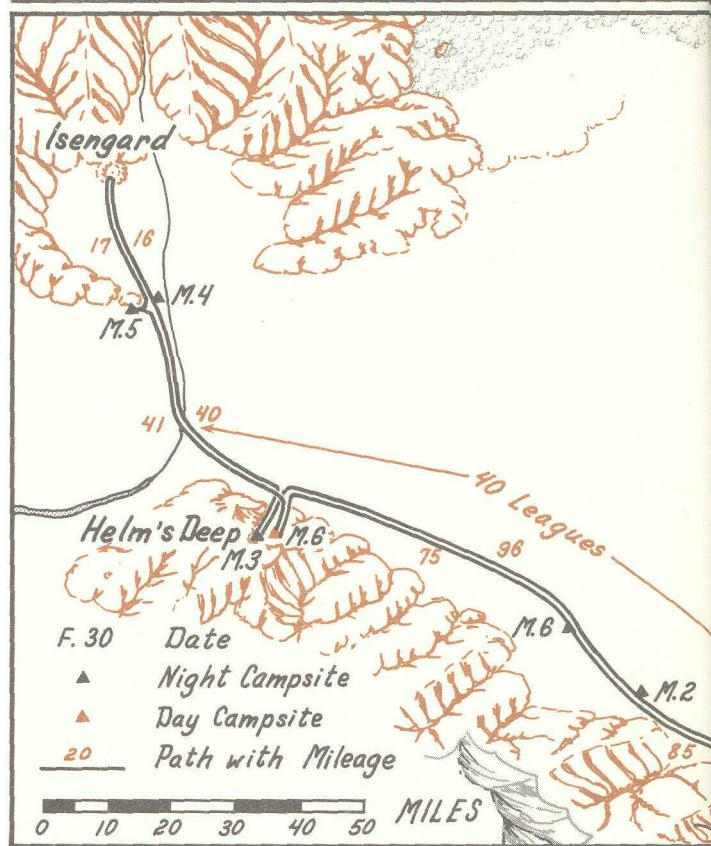 Isengard
17 16
M.4
M.5
41 40
40 Leagues
Helm's Deep
M.3
M.6
75
96
M.6
M.2
85
F. 30 Date
Night Campsite
Day Campsite
20 Path with Mileage
0 10 20 30 40 50 MILES